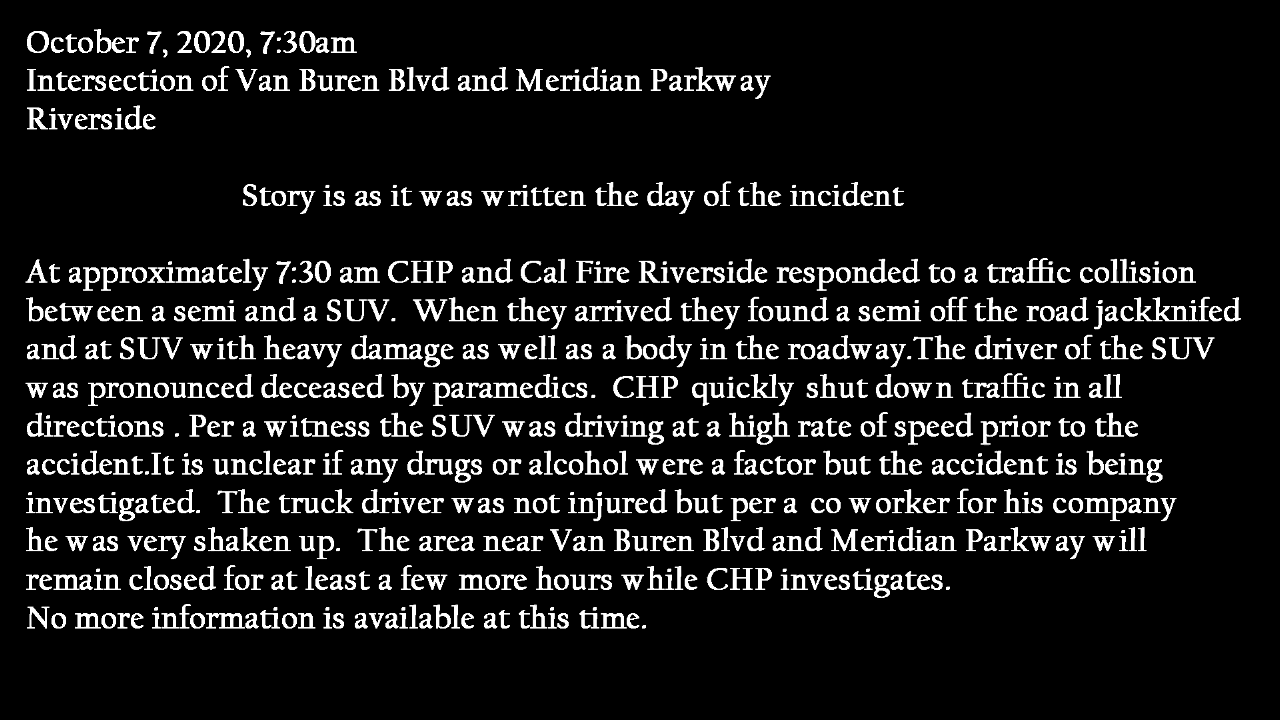 October 7, 2020, 7:30am
Intersection of Van Buren Blvd and Meridian Parkway
Riverside
Story is as it was written the day of the incident
At approximately 7:30 am CHP and Cal Fire Riverside responded to a traffic collision
between a semi and a SUV.  When they arrived they found a semi off the road jackknifed
and at SUV with heavy damage as well as a body in the roadway.The driver of the SUV
was pronounced deceased by paramedics.  CHP  quickly  shut down traffic in all
directions . Per a witness the SUV was driving at a high rate of speed prior to the
accident.It is unclear if any drugs or alcohol were a factor but the accident is being
investigated.  The truck driver was not injured but per a  co worker for his company
he was very shaken up.  The area near Van Buren Blvd and Meridian Parkway will
remain closed for at least a few more hours while CHP investigates.
No more information is available at this time.